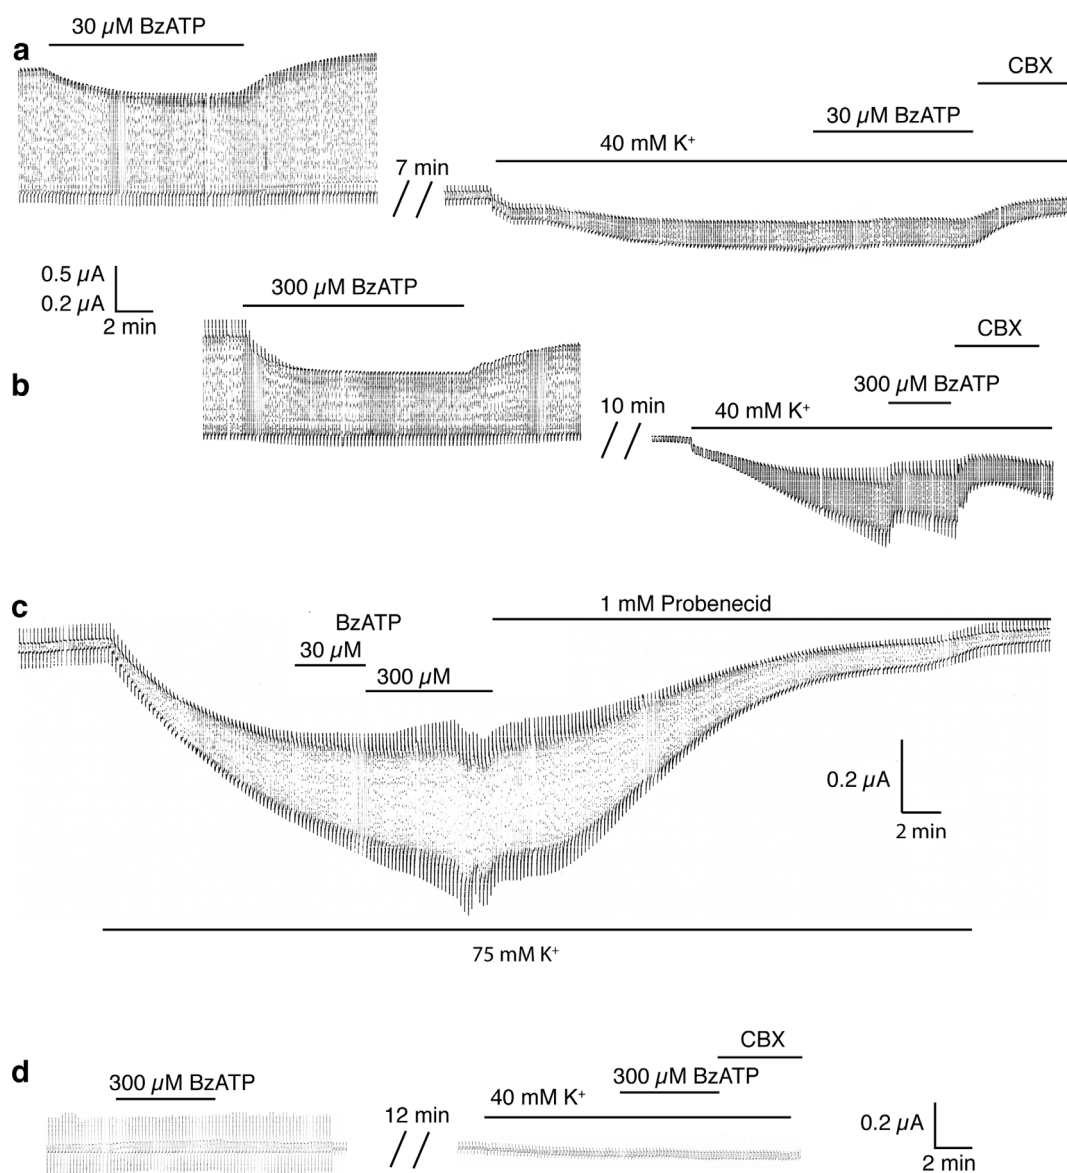 a
30 µM BzATP
CBX
30 µM BzATP
40 mM K⁺
7 min
0.5 µA
0.2 µA
2 min
b
300 µM BzATP
CBX
300 µM BzATP
10 min
40 mM K⁺
c
1 mM Probenecid
BzATP
30 µM
300 µM
0.2 µA
2 min
75 mM K⁺
d
CBX
300 µM BzATP
300 µM BzATP
12 min
40 mM K⁺
0.2 µA
2 min